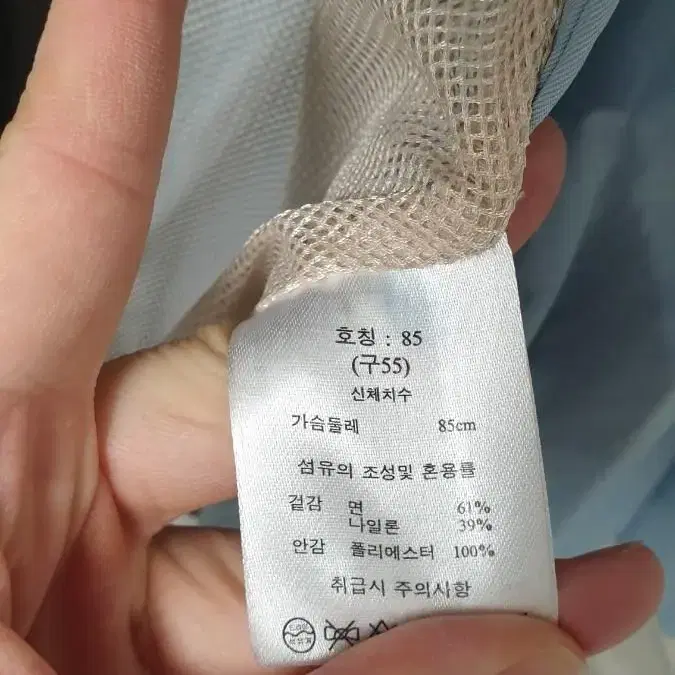 호칭 : 85
(구55)
신체치수
가슴둘레 85cm
섬유의 조성및 혼용률
겉감 면 61%
나일론 39%
안감 폴리에스터 100%
취급시 주의사항